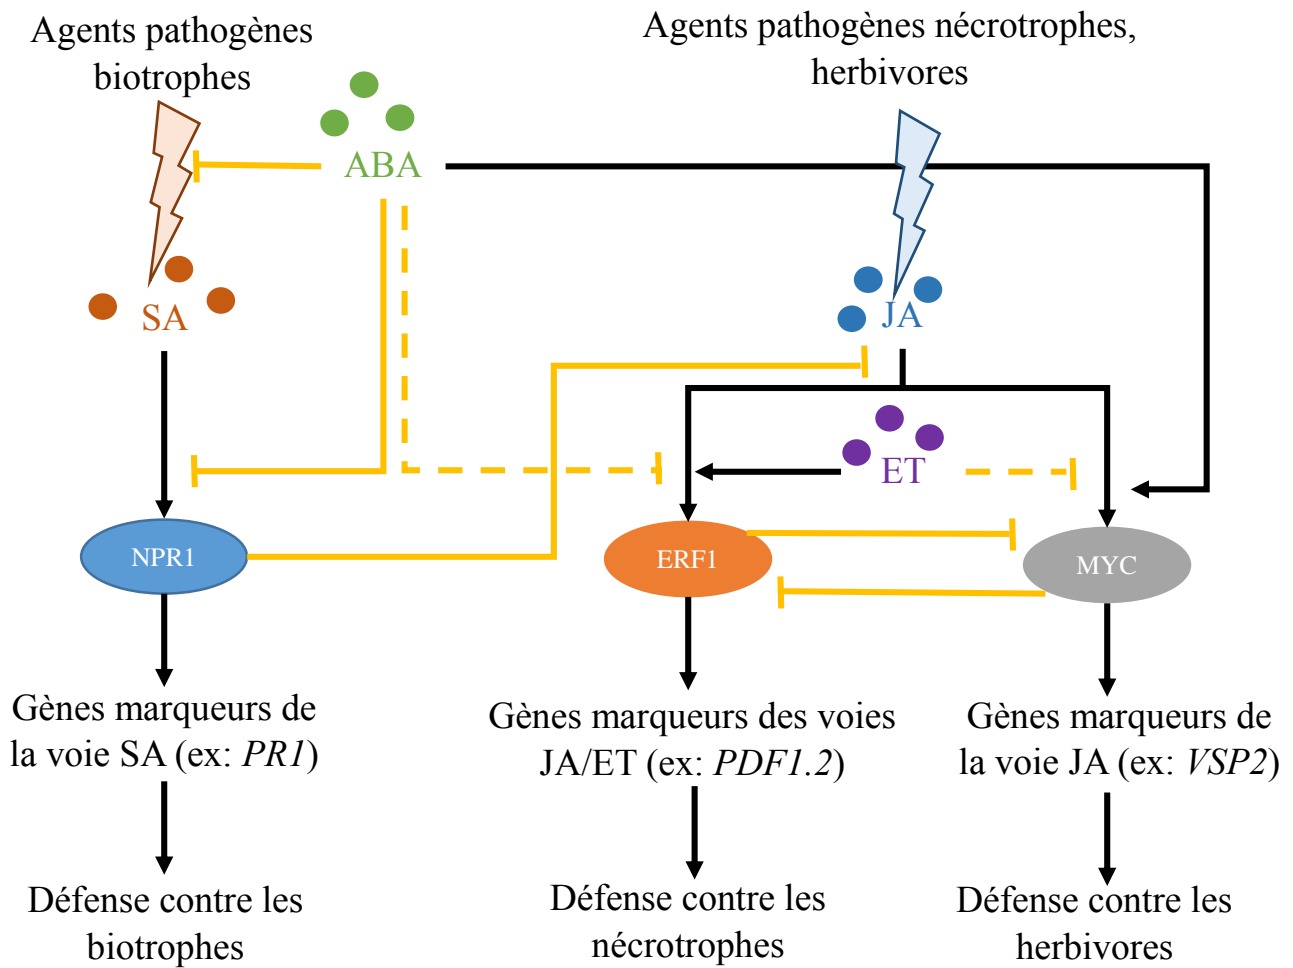 Agents pathogènes
biotrophes
Agents pathogènes nécrotrophes,
herbivores
ABA
SA
JA
ET
NPR1
ERF1
MYC
Gènes marqueurs de
la voie SA (ex: PR1)
Gènes marqueurs des voies
JA/ET (ex: PDF1.2)
Gènes marqueurs de
la voie JA (ex: VSP2)
Défense contre les
biotrophes
Défense contre les
nécrotrophes
Défense contre les
herbivores